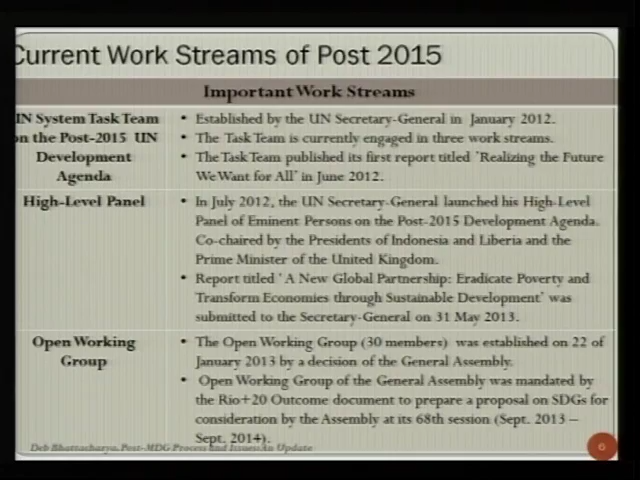 Current Work Streams of Post 2015
Important Work Streams
UN System Task Team
on the Post-2015 UN
Development
Agenda
• Established by the UN Secretary-General in January 2012.
• The Task Team is currently engaged in three work streams.
• The Task Team published its first report titled 'Realizing the Future
We Want for All' in June 2012.
High-Level Panel
• In July 2012, the UN Secretary-General launched his High-Level
Panel of Eminent Persons on the Post-2015 Development Agenda.
Co-chaired by the Presidents of Indonesia and Liberia and the
Prime Minister of the United Kingdom.
• Report titled ' A New Global Partnership: Eradicate Poverty and
Transform Economies through Sustainable Development' was
submitted to the Secretary-General on 31 May 2013.
Open Working
Group
• The Open Working Group (30 members) was established on 22 of
January 2013 by a decision of the General Assembly.
• Open Working Group of the General Assembly was mandated by
the Rio+20 Outcome document to prepare a proposal on SDGs for
consideration by the Assembly at its 68th session (Sept. 2013 –
Sept. 2014).
Deb Bhattacharya, Post-MDG Process and Issues: An Update
6